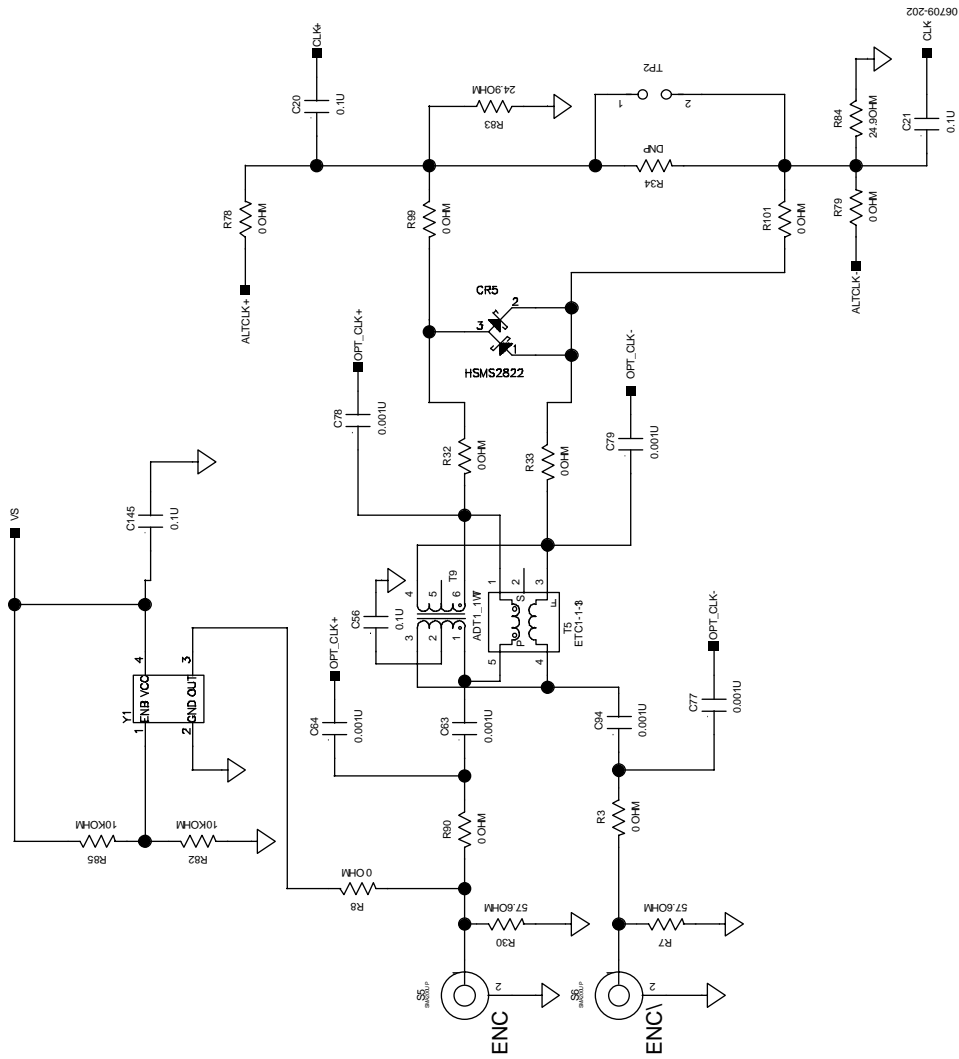 06709-202
CLK+
C20
0.1U
R78
0 OHM
ALTCLK+
24.9OHM
R83
R99
0 OHM
TP2
1
2
DNP
R34
R101
0 OHM
R84
24.9OHM
R79
0 OHM
ALTCLK-
CLK
C21
0.1U
CR5
2
3
1
HSMS2822
OPT_CLK+
C78
0.001U
R32
0 OHM
R33
0 OHM
C79
0.001U
OPT_CLK-
VS
C145
0.1U
Y1
1
ENB
VCC
4
2
GND
OUT
3
R85
10KOHM
R82
10KOHM
C56
0.1U
4
5
6
T9
3
2
1
ADT1_1WT
1
2
3
S
P
F
5
4
T5
ETC1-1-13
OPT_CLK+
C64
0.001U
C63
0.001U
C94
0.001U
C77
0.001U
OPT_CLK-
R90
0 OHM
R3
0 OHM
R8
0 OHM
57.6OHM
R30
57.6OHM
R7
S5
1
2
ENC
S6
1
2
ENC\